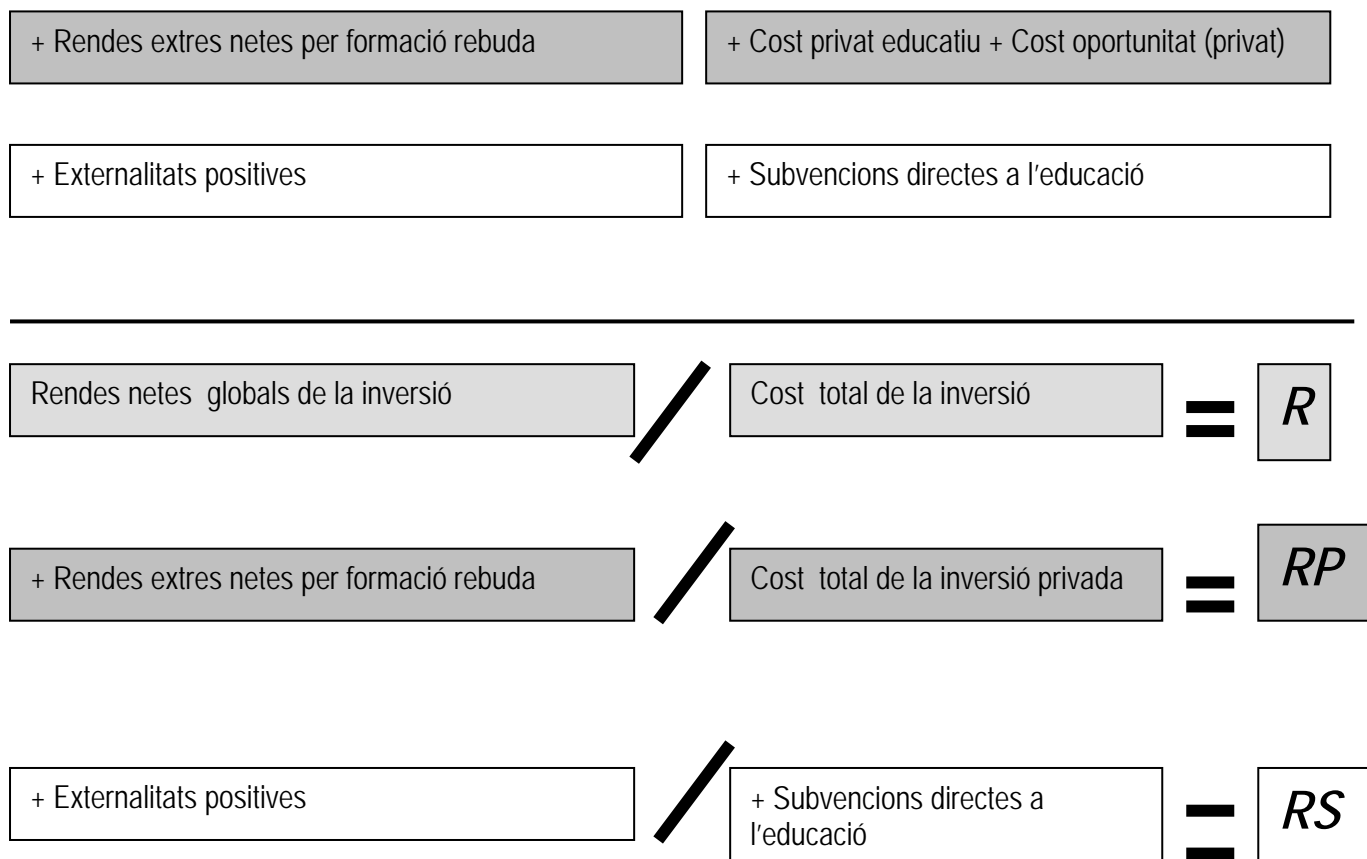 + Rendes extres netes per formació rebuda
+ Cost privat educatiu + Cost oportunitat (privat)
+ Externalitats positives
+ Subvencions directes a l'educació
Rendes netes globals de la inversió / Cost total de la inversió = R
+ Rendes extres netes per formació rebuda / Cost total de la inversió privada = RP
+ Externalitats positives / + Subvencions directes a
l'educació = RS